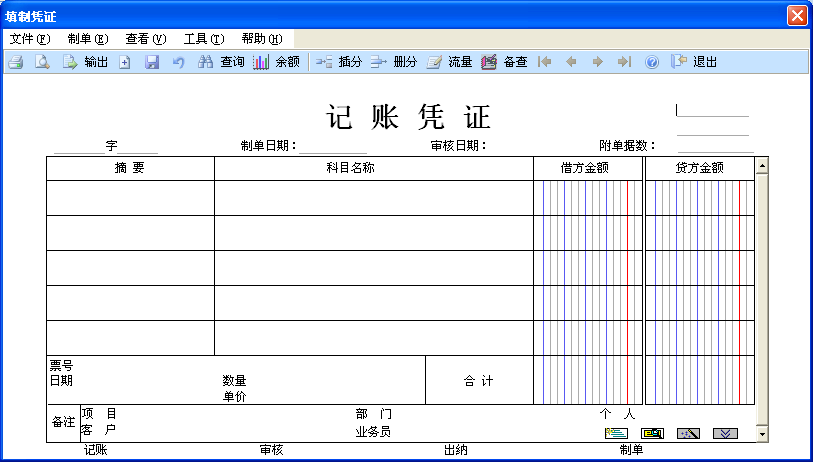 填制凭证
文件(F) 制单(E) 查看(V) 工具(T) 帮助(H)
输出 查询 余额 插分 删分 流量 备查 退出
记 账 凭 证
字 制单日期: 审核日期: 附单据数:
摘 要 科目名称 借方金额 贷方金额
票号
日期 数量 合 计
单价
备注 项 目 部 门 个 人
客 户 业务员
记账 审核 出纳 制单